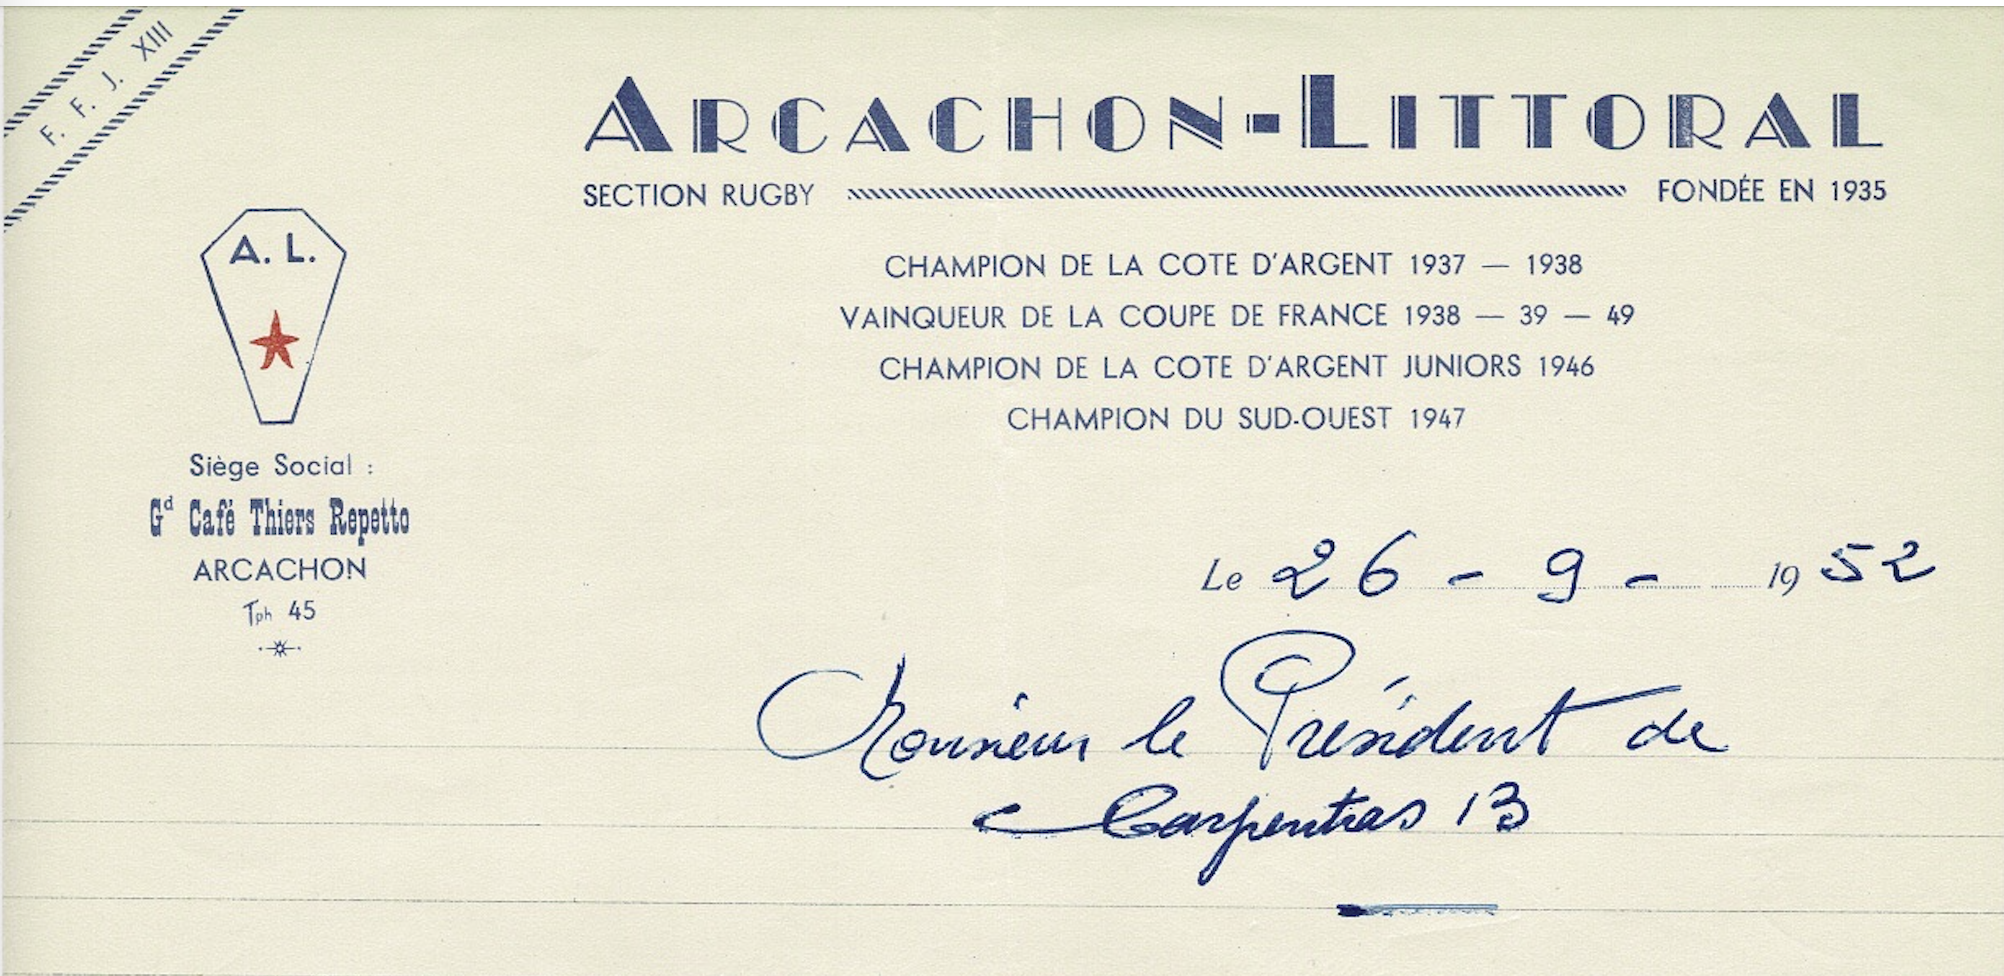 F. F. J. XIII
ARCACHON-LITTORAL
SECTION RUGBY FONDÉE EN 1935
A. L.
CHAMPION DE LA COTE D'ARGENT 1937 — 1938
VAINQUEUR DE LA COUPE DE FRANCE 1938 — 39 — 49
CHAMPION DE LA COTE D'ARGENT JUNIORS 1946
CHAMPION DU SUD-OUEST 1947
Siège Social :
Gd Café Thiers Repetto
ARCACHON
Tph 45
Le 26 - 9 - 1952
Monsieur le Président de
Carpentras 13